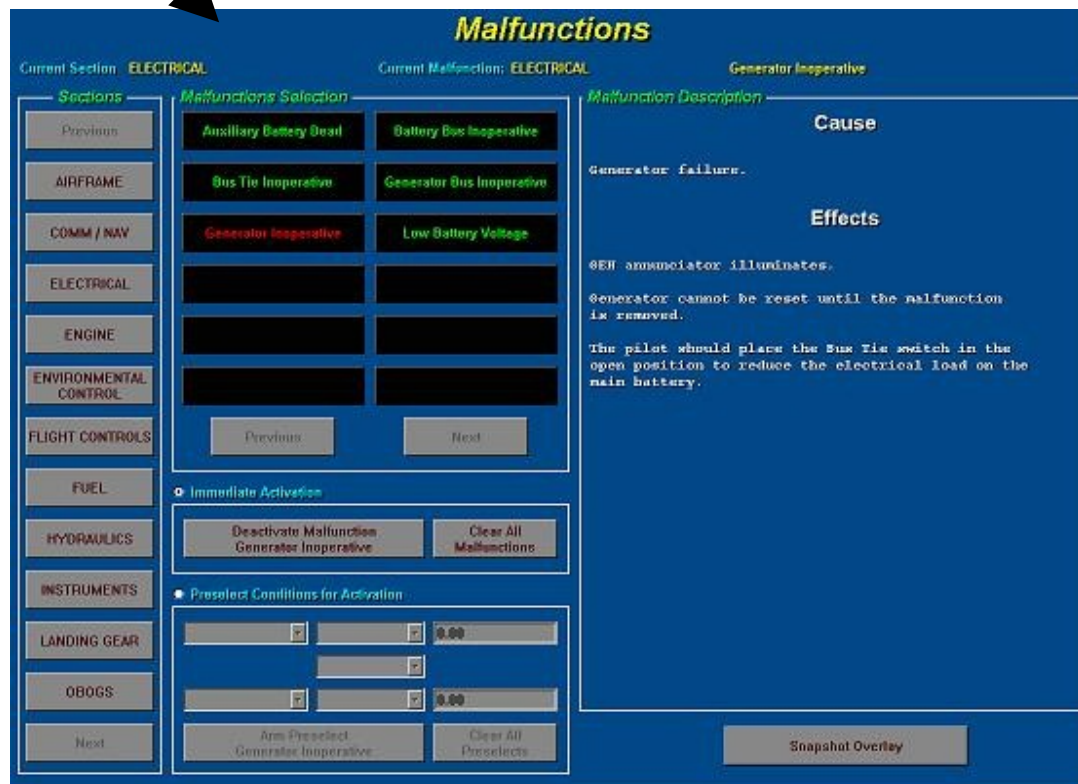 Malfunctions
Current Section: ELECTRICAL
Current Malfunction: ELECTRICAL
Generator Inoperative
Sections
Previous
AIRFRAME
COMM / NAV
ELECTRICAL
ENGINE
ENVIRONMENTAL
CONTROL
FLIGHT CONTROLS
FUEL
HYDRAULICS
INSTRUMENTS
LANDING GEAR
OBOGS
Next
Malfunctions Selection
Auxiliary Battery Dead
Battery Bus Inoperative
Bus Tie Inoperative
Generator Bus Inoperative
Generator Inoperative
Low Battery Voltage
Previous
Next
Immediate Activation
Deactivate Malfunction
Generator Inoperative
Clear All
Malfunctions
Preselect Conditions for Activation
0.00
0.00
Arm Preselect
Generator Inoperative
Clear All
Preselects
Malfunction Description
Cause
Generator failure.
Effects
GEN annunciator illuminates.
Generator cannot be reset until the malfunction
is removed.
The pilot should place the Bus Tie switch in the
open position to reduce the electrical load on the
main battery.
Snapshot Overlay